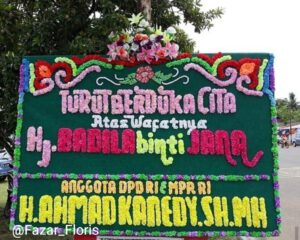 TURUT BERDUKA CITA
Atas Wafatnya
Hj. BADILA binti JANA
ANGGOTA DPD RI & MPR RI
H. AHMAD KANEDY, SH. MH
@Fazar_Floris